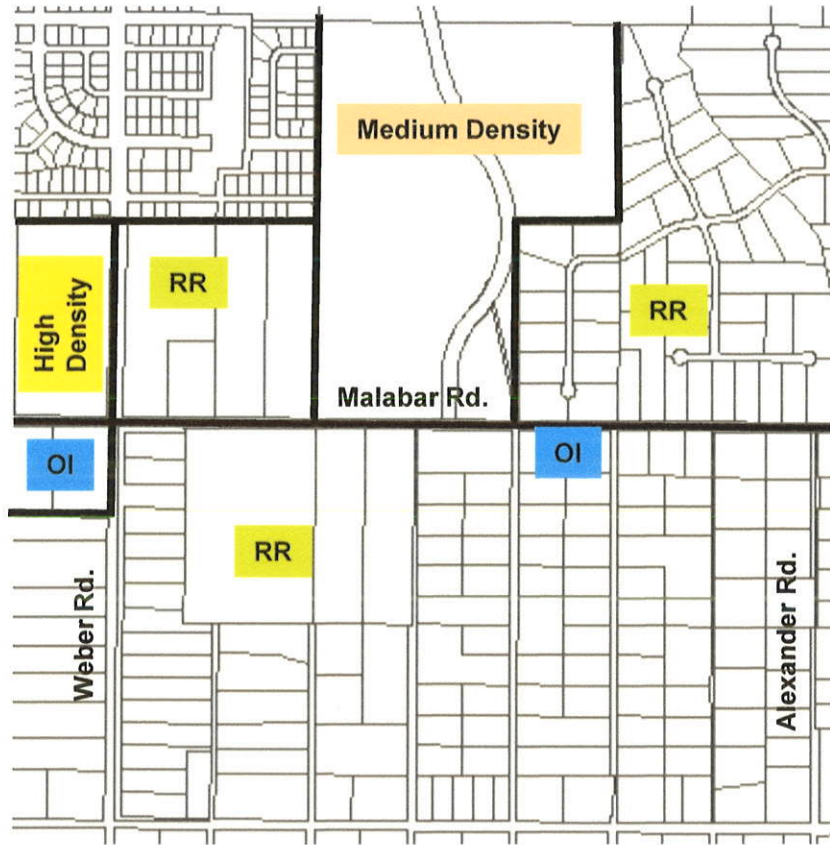 Medium Density
RR
High
Density
RR
Malabar Rd.
OI
OI
RR
Weber Rd.
Alexander Rd.